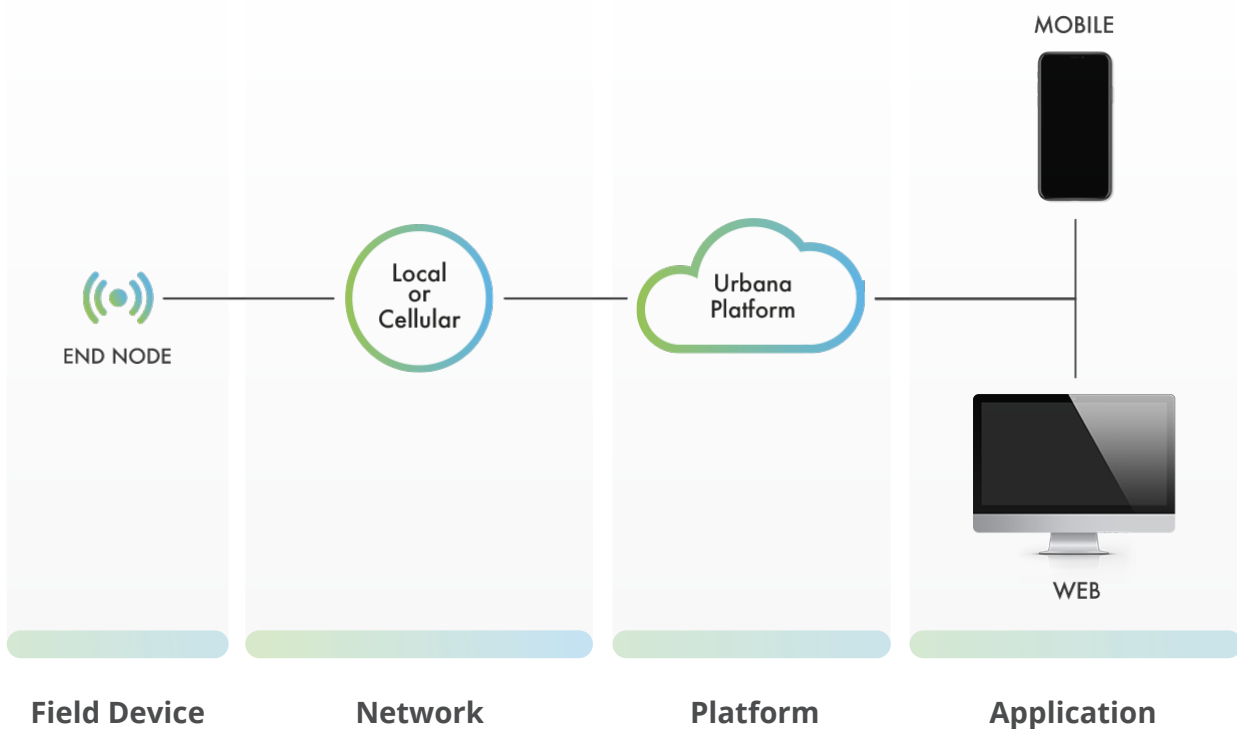 MOBILE
Local
or
Cellular
Urbana
Platform
END NODE
WEB
Field Device
Network
Platform
Application